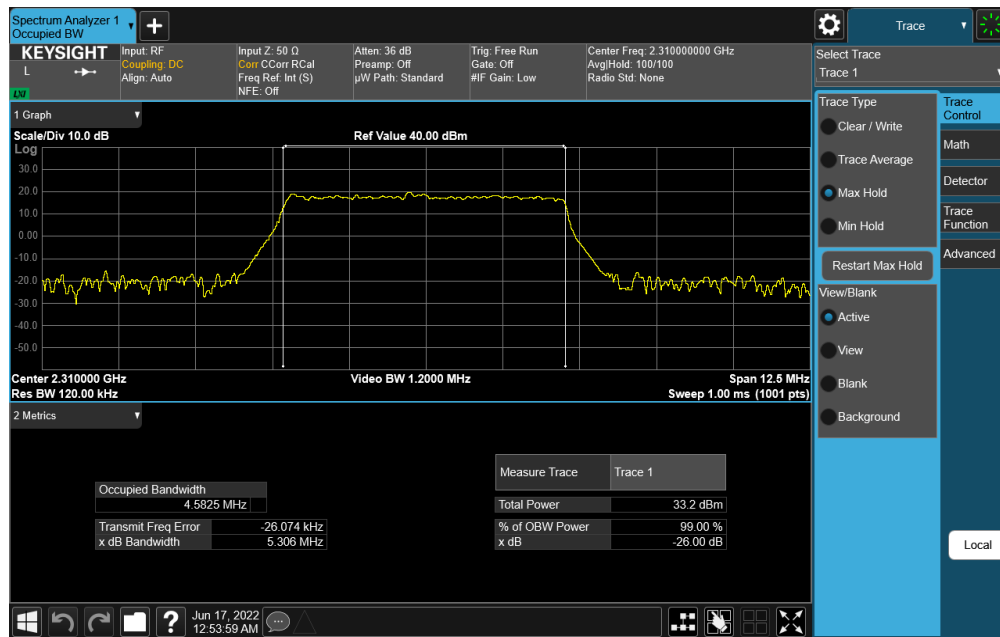 Spectrum Analyzer 1
Occupied BW
Trace
KEYSIGHT
L
LXI
Input: RF
Coupling: DC
Align: Auto
Input Z: 50 Ω
Corr CCorr RCal
Freq Ref: Int (S)
NFE: Off
Atten: 36 dB
Preamp: Off
µW Path: Standard
Trig: Free Run
Gate: Off
#IF Gain: Low
Center Freq: 2.310000000 GHz
Avg|Hold: 100/100
Radio Std: None
Select Trace
Trace 1
1 Graph
Scale/Div 10.0 dB
Ref Value 40.00 dBm
Log
30.0
20.0
10.0
0.00
-10.0
-20.0
-30.0
-40.0
-50.0
Center 2.310000 GHz
Video BW 1.2000 MHz
Span 12.5 MHz
Res BW 120.00 kHz
Sweep 1.00 ms (1001 pts)
2 Metrics
Measure Trace
Trace 1
Occupied Bandwidth
4.5825 MHz
Total Power
33.2 dBm
Transmit Freq Error
-26.074 kHz
% of OBW Power
99.00 %
x dB Bandwidth
5.306 MHz
x dB
-26.00 dB
Trace Type
Clear / Write
Trace Average
Max Hold
Min Hold
Restart Max Hold
View/Blank
Active
View
Blank
Background
Trace
Control
Math
Detector
Trace
Function
Advanced
Local
?
Jun 17, 2022
12:53:59 AM